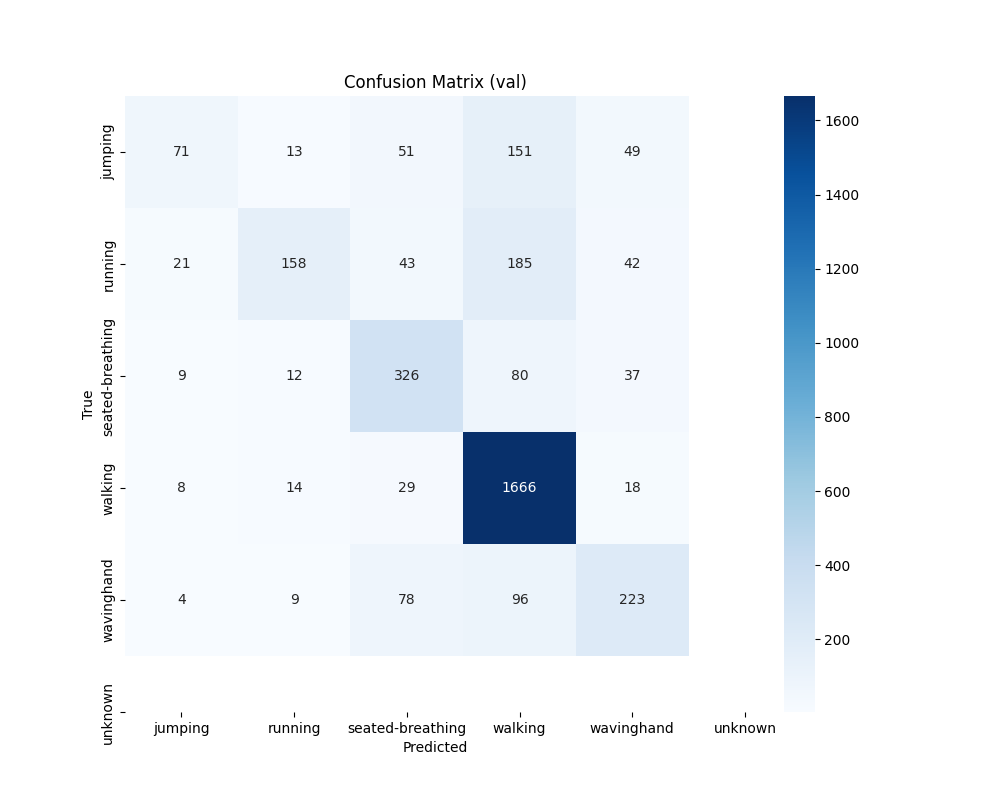 Confusion Matrix (val)
True
jumping 71 13 51 151 49
running 21 158 43 185 42
seated-breathing 9 12 326 80 37
walking 8 14 29 1666 18
wavinghand 4 9 78 96 223
unknown
jumping running seated-breathing walking wavinghand unknown
Predicted
1600
1400
1200
1000
800
600
400
200